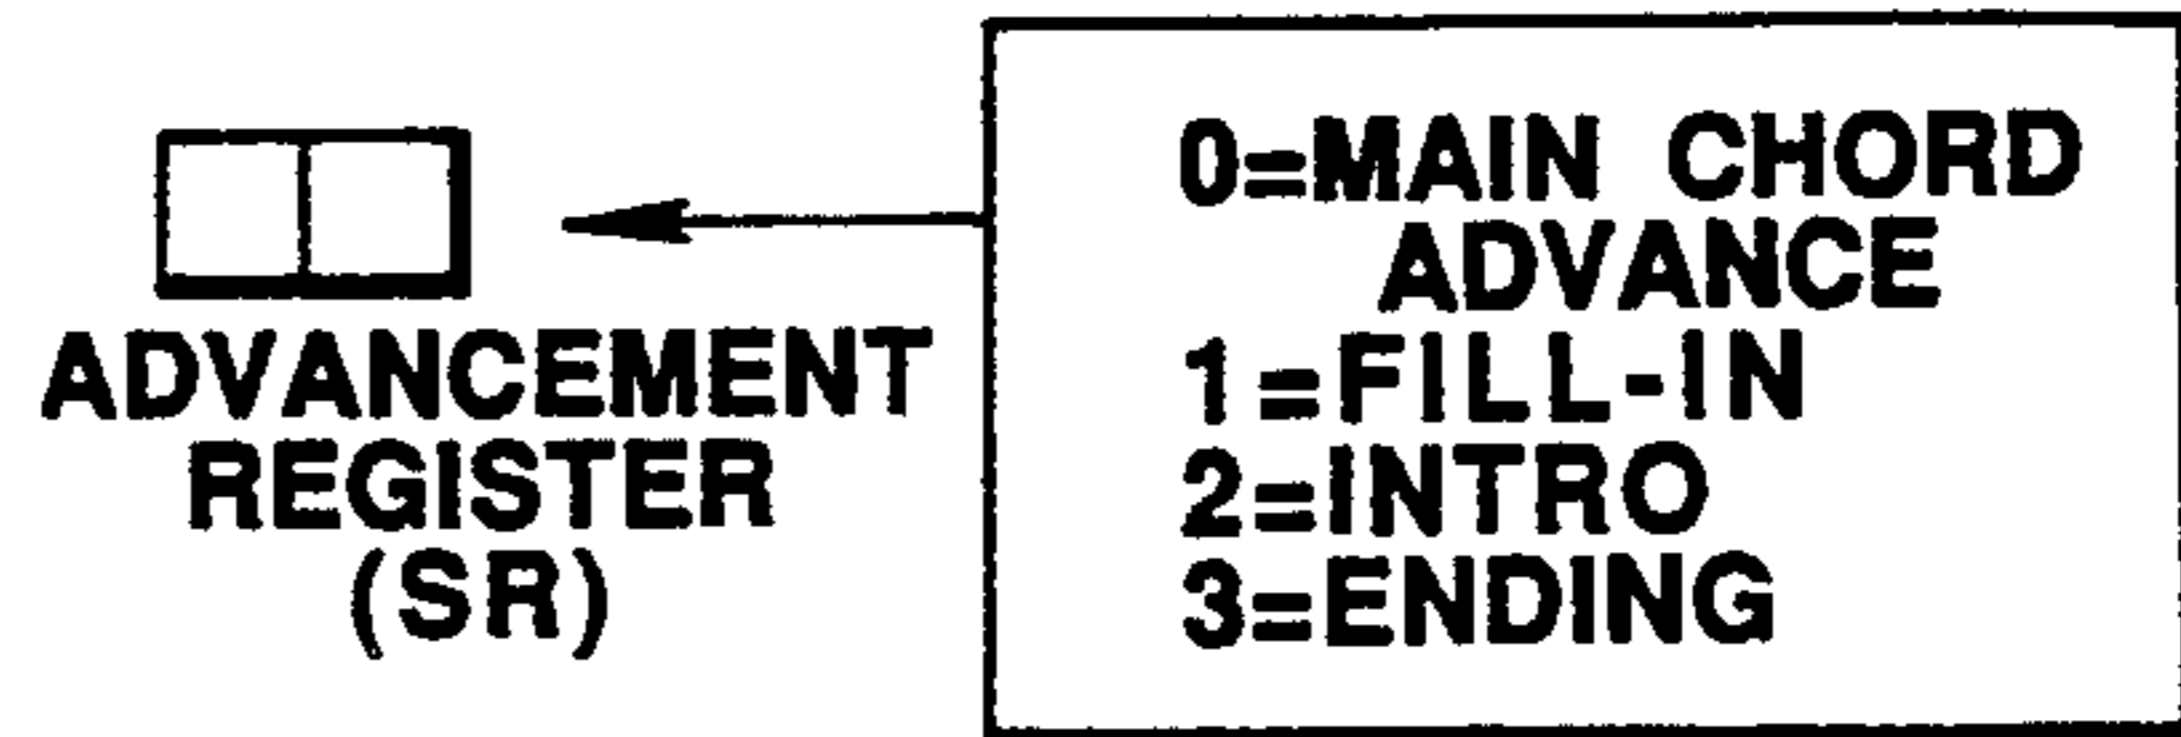 ADVANCEMENT
REGISTER
(SR)
0=MAIN CHORD
ADVANCE
1=FILL-IN
2=INTRO
3=ENDING